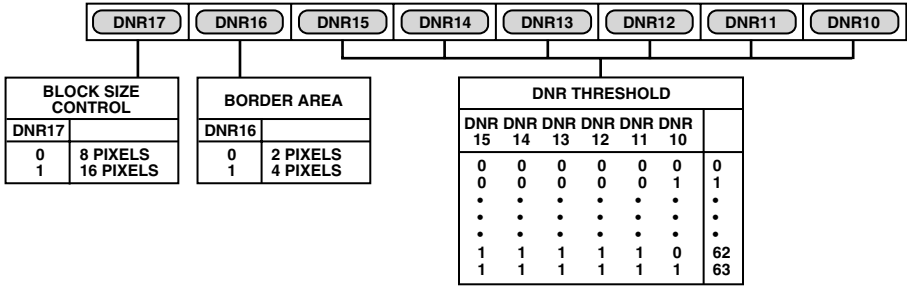 DNR17 DNR16 DNR15 DNR14 DNR13 DNR12 DNR11 DNR10
BLOCK SIZE
CONTROL
DNR17
0 8 PIXELS
1 16 PIXELS
BORDER AREA
DNR16
0 2 PIXELS
1 4 PIXELS
DNR THRESHOLD
DNR DNR DNR DNR DNR DNR
15 14 13 12 11 10
0 0 0 0 0 0 0
0 0 0 0 0 1 1
• • • • • • •
• • • • • • •
• • • • • • •
1 1 1 1 1 0 62
1 1 1 1 1 1 63